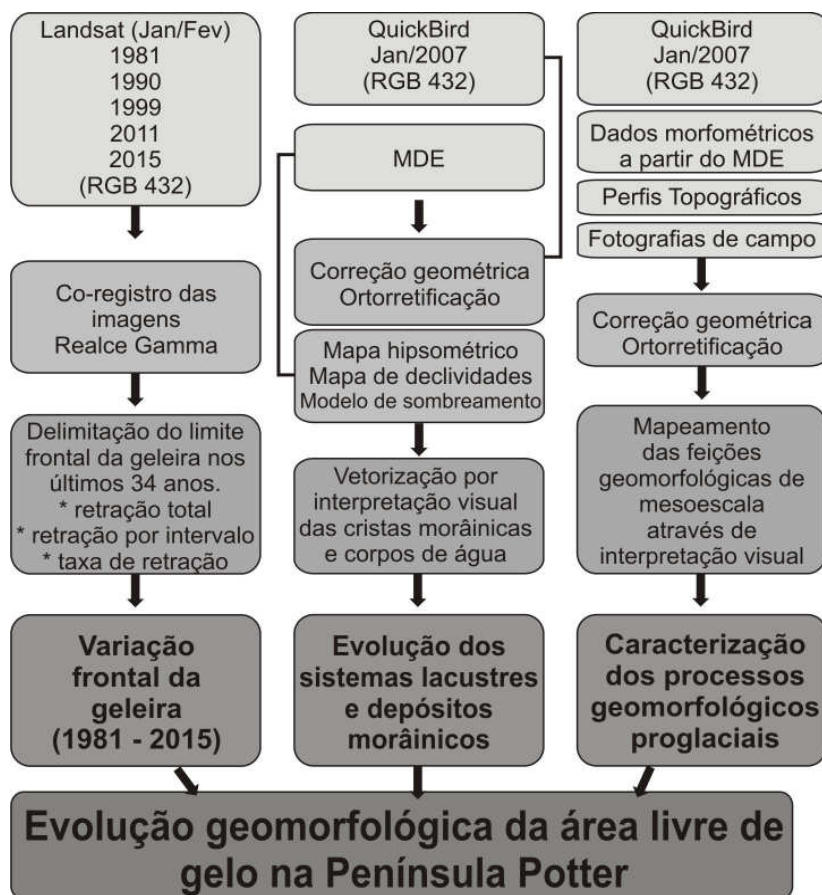 Landsat (Jan/Fev)
1981
1990
1999
2011
2015
(RGB 432)
Co-registro das
imagens
Realce Gamma
Delimitação do limite
frontal da geleira nos
últimos 34 anos.
* retração total
* retração por intervalo
* taxa de retração
Variação
frontal da
geleira
(1981 - 2015)
QuickBird
Jan/2007
(RGB 432)
MDE
Correção geométrica
Ortorretificação
Mapa hipsométrico
Mapa de declividades
Modelo de sombreamento
Vetorização por
interpretação visual
das cristas morâinicas
e corpos de água
Evolução dos
sistemas lacustres
e depósitos
morâinicos
QuickBird
Jan/2007
(RGB 432)
Dados morfométricos
a partir do MDE
Perfis Topográficos
Fotografias de campo
Correção geométrica
Ortorretificação
Mapeamento
das feições
geomorfológicas de
mesoescala
através de
interpretação visual
Caracterização
dos processos
geomorfológicos
proglaciais
Evolução geomorfológica da área livre de
gelo na Península Potter